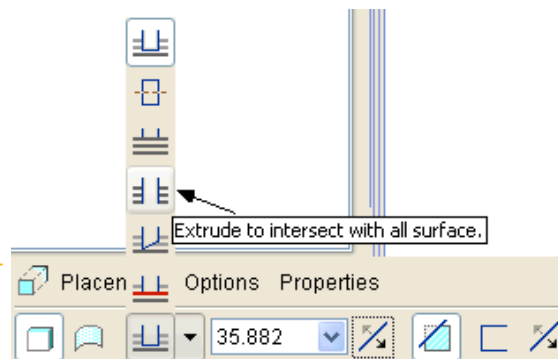 Extrude to intersect with all surface.
Placen Options Properties
35.882